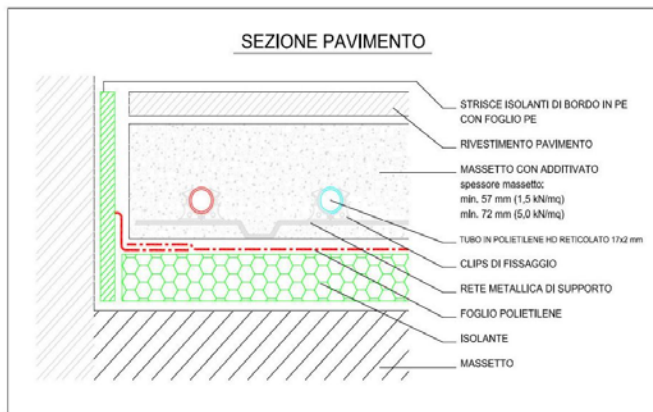 SEZIONE PAVIMENTO
STRISCE ISOLANTI DI BORDO IN PE
CON FOGLIO PE
RIVESTIMENTO PAVIMENTO
MASSETTO CON ADDITIVATO
spessore massetto:
min. 57 mm (1,5 kN/mq)
min. 72 mm (5,0 kN/mq)
TUBO IN POLIETILENE HD RETICOLATO 17x2 mm
CLIPS DI FISSAGGIO
RETE METALLICA DI SUPPORTO
FOGLIO POLIETILENE
ISOLANTE
MASSETTO